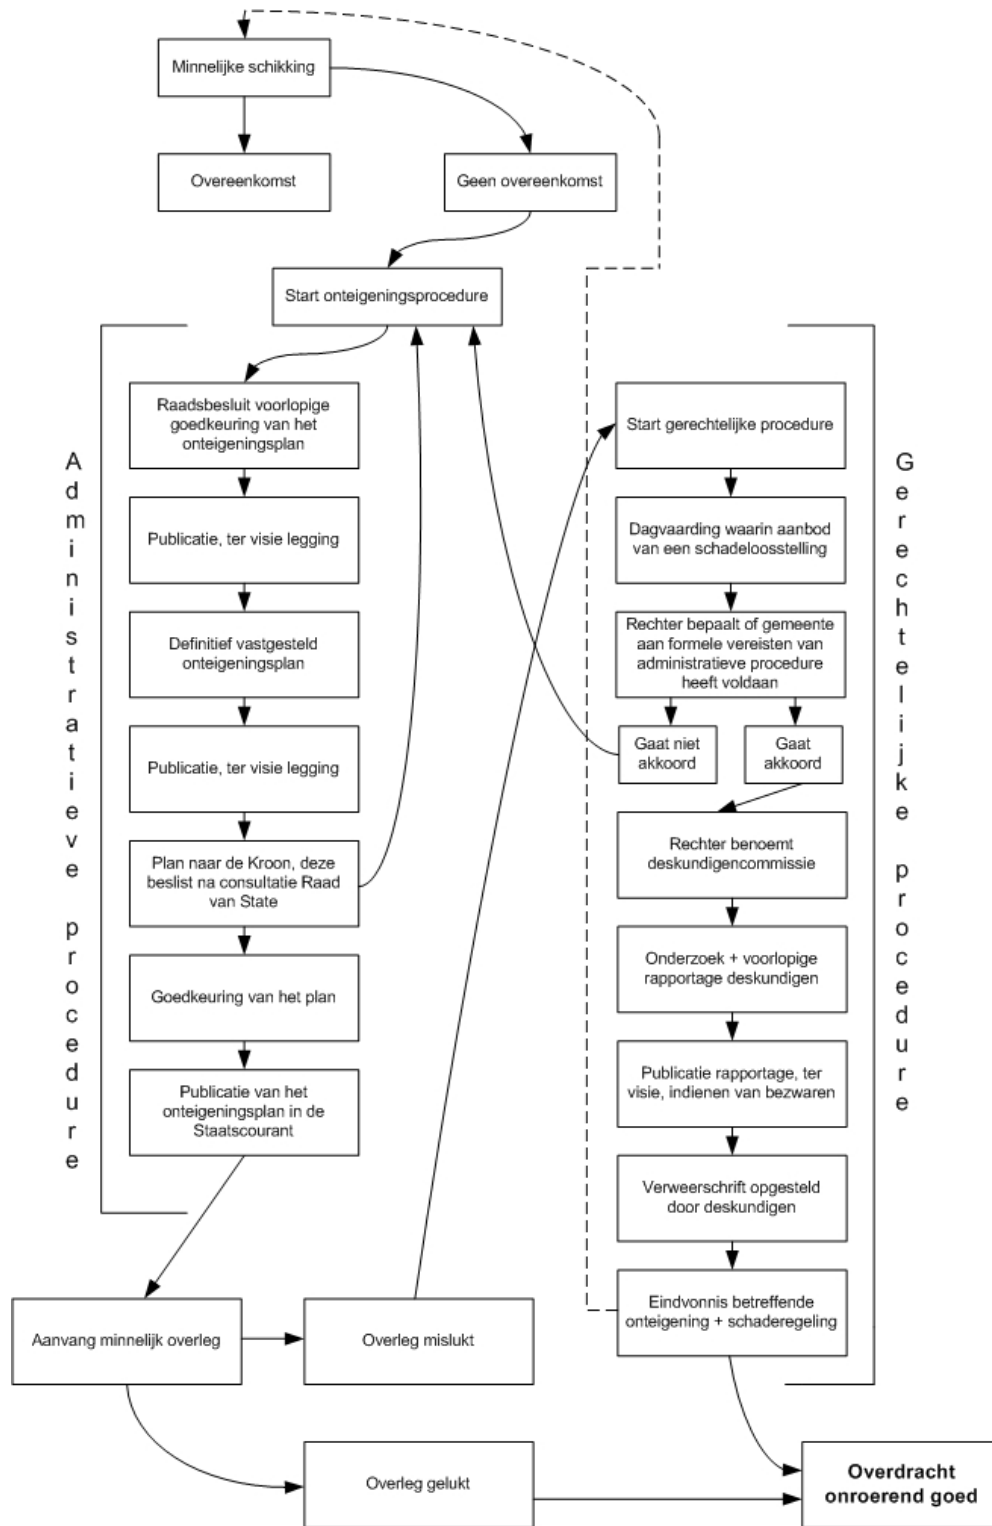 Minnelijke schikking
Overeenkomst
Geen overeenkomst
Start onteigeningsprocedure
Administratieve procedure
Raadsbesluit voorlopige
goedkeuring van het
onteigeningsplan
Publicatie, ter visie legging
Definitief vastgesteld
onteigeningsplan
Publicatie, ter visie legging
Plan naar de Kroon, deze
beslist na consultatie Raad
van State
Goedkeuring van het plan
Publicatie van het
onteigeningsplan in de
Staatscourant
Aanvang minnelijk overleg
Overleg mislukt
Overleg gelukt
Gerechtelijke procedure
Start gerechtelijke procedure
Dagvaarding waarin aanbod
van een schadeloosstelling
Rechter bepaalt of gemeente
aan formele vereisten van
administratieve procedure
heeft voldaan
Gaat niet
akkoord
Gaat
akkoord
Rechter benoemt
deskundigencommissie
Onderzoek + voorlopige
rapportage deskundigen
Publicatie rapportage, ter
visie, indienen van bezwaren
Verweerschrift opgesteld
door deskundigen
Eindvonnis betreffende
onteigening + schaderegeling
Overdracht
onroerend goed